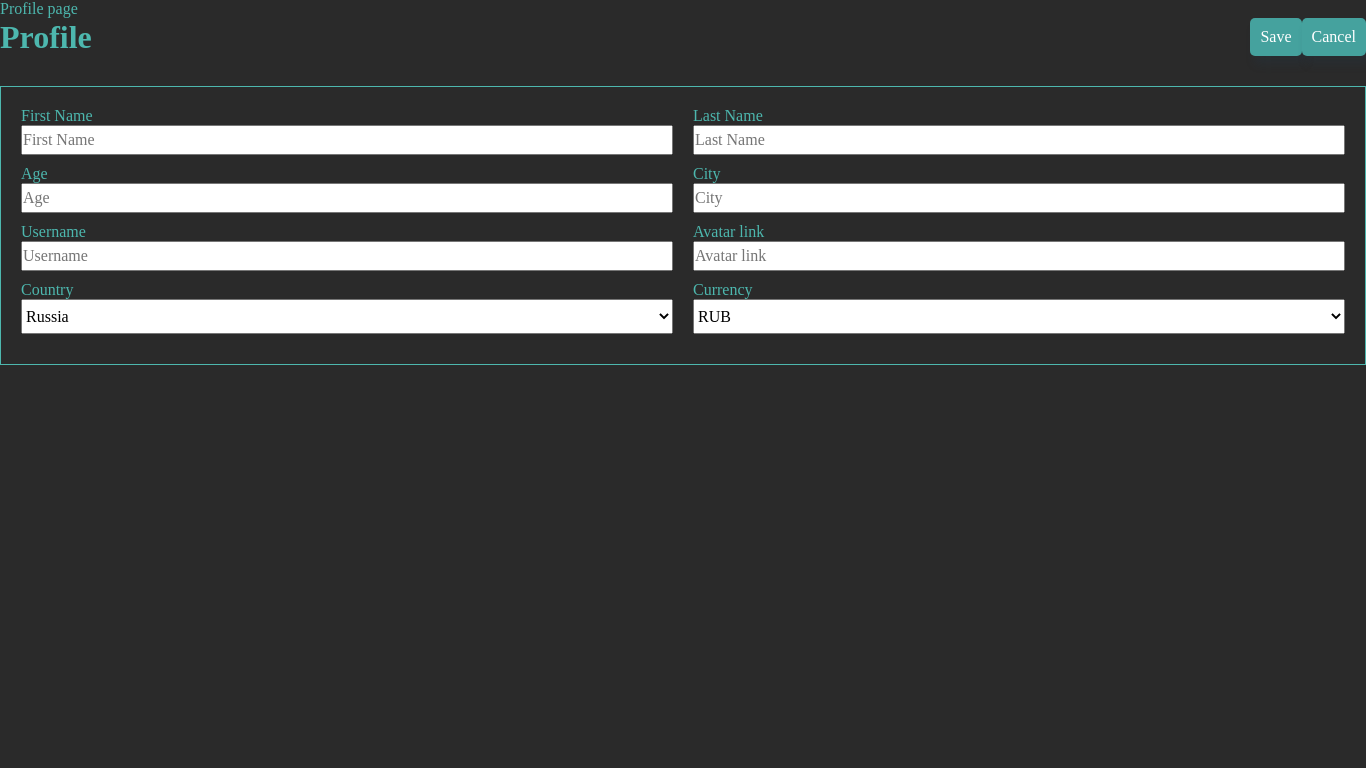 Profile page
Profile
Save Cancel
First Name Last Name
First Name Last Name
Age City
Age City
Username Avatar link
Username Avatar link
Country Currency
Russia RUB